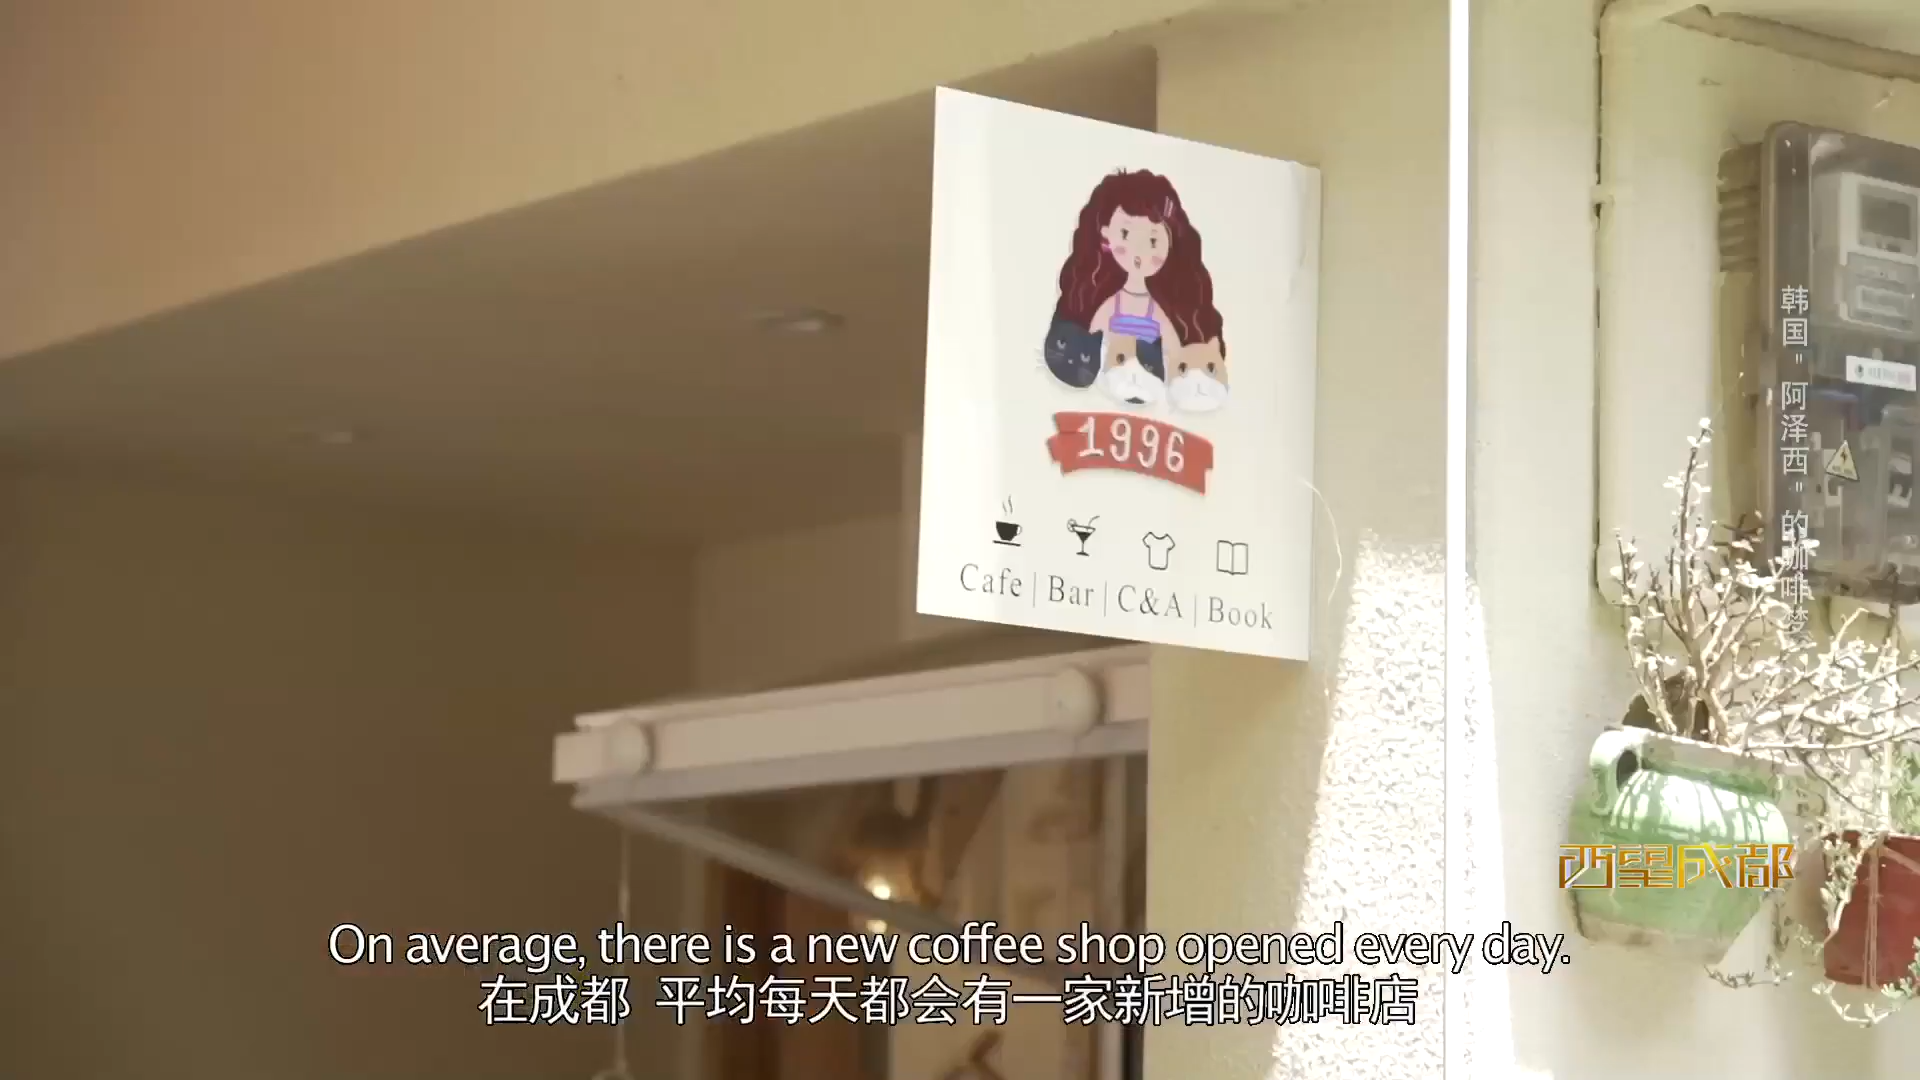 1996
Cafe | Bar | C&A | Book
韩国"阿泽西"的咖啡梦
西望成都
On average, there is a new coffee shop opened every day.
在成都 平均每天都会有一家新增的咖啡店